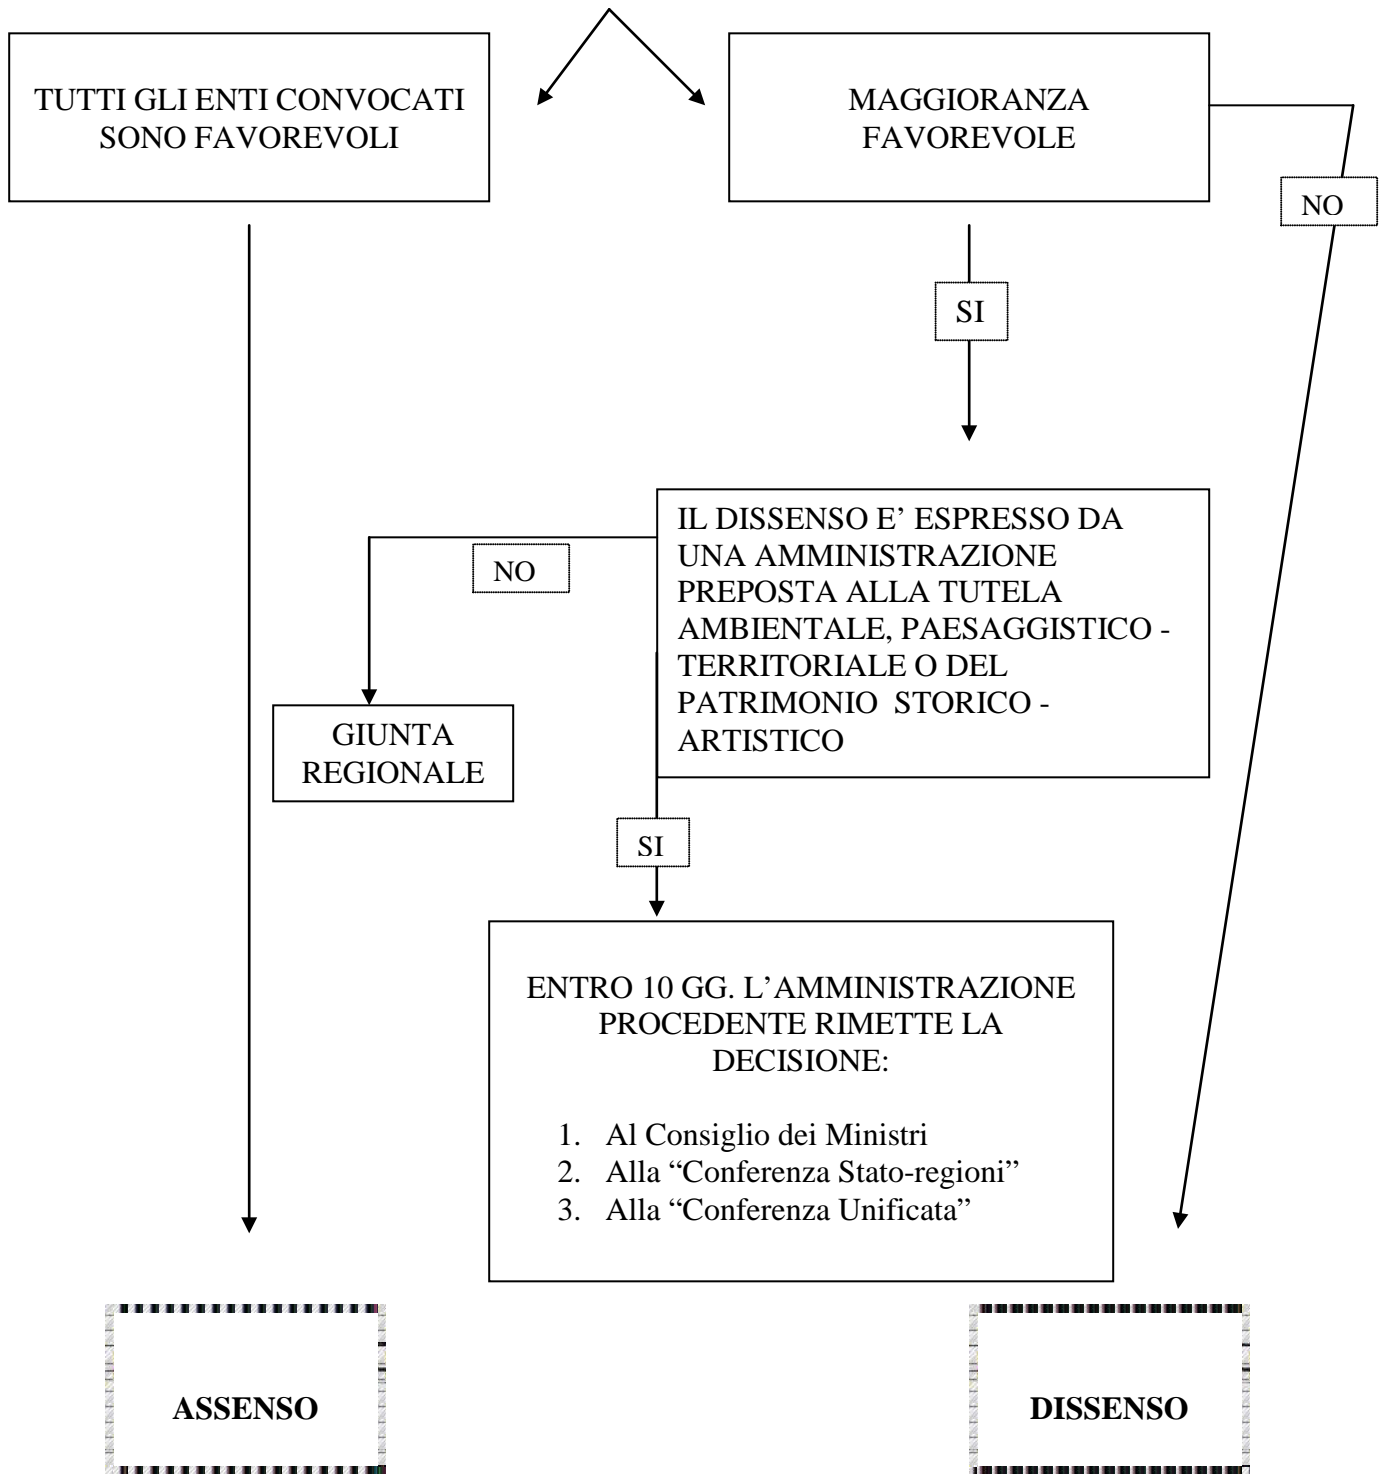 TUTTI GLI ENTI CONVOCATI
SONO FAVOREVOLI
MAGGIORANZA
FAVOREVOLE
NO
SI
IL DISSENSO E’ ESPRESSO DA
UNA AMMINISTRAZIONE
PREPOSTA ALLA TUTELA
AMBIENTALE, PAESAGGISTICO -
TERRITORIALE O DEL
PATRIMONIO STORICO -
ARTISTICO
NO
GIUNTA
REGIONALE
SI
ENTRO 10 GG. L’AMMINISTRAZIONE
PROCEDENTE RIMETTE LA
DECISIONE:
1. Al Consiglio dei Ministri
2. Alla “Conferenza Stato-regioni”
3. Alla “Conferenza Unificata”
ASSENSO
DISSENSO